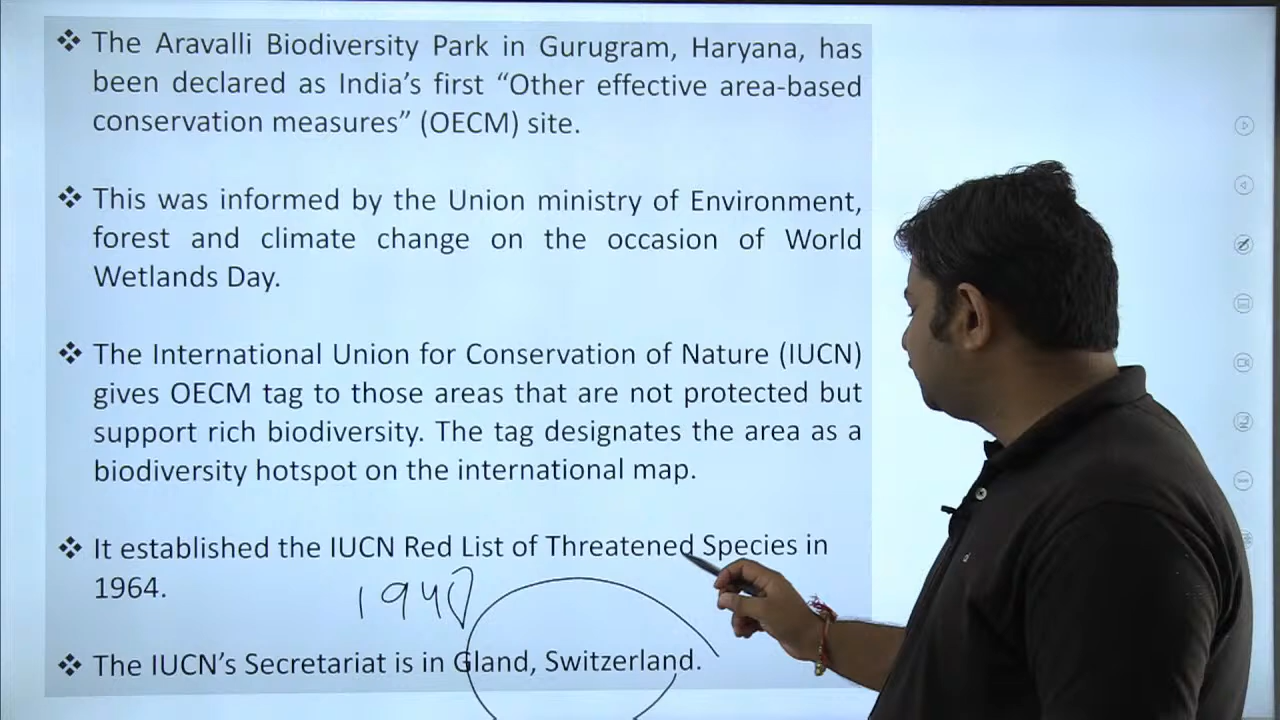 ❖ The Aravalli Biodiversity Park in Gurugram, Haryana, has
been declared as India's first “Other effective area-based
conservation measures” (OECM) site.
❖ This was informed by the Union ministry of Environment,
forest and climate change on the occasion of World
Wetlands Day.
❖ The International Union for Conservation of Nature (IUCN)
gives OECM tag to those areas that are not protected but
support rich biodiversity. The tag designates the area as a
biodiversity hotspot on the international map.
❖ It established the IUCN Red List of Threatened Species in
1964.
1948
❖ The IUCN's Secretariat is in Gland, Switzerland.